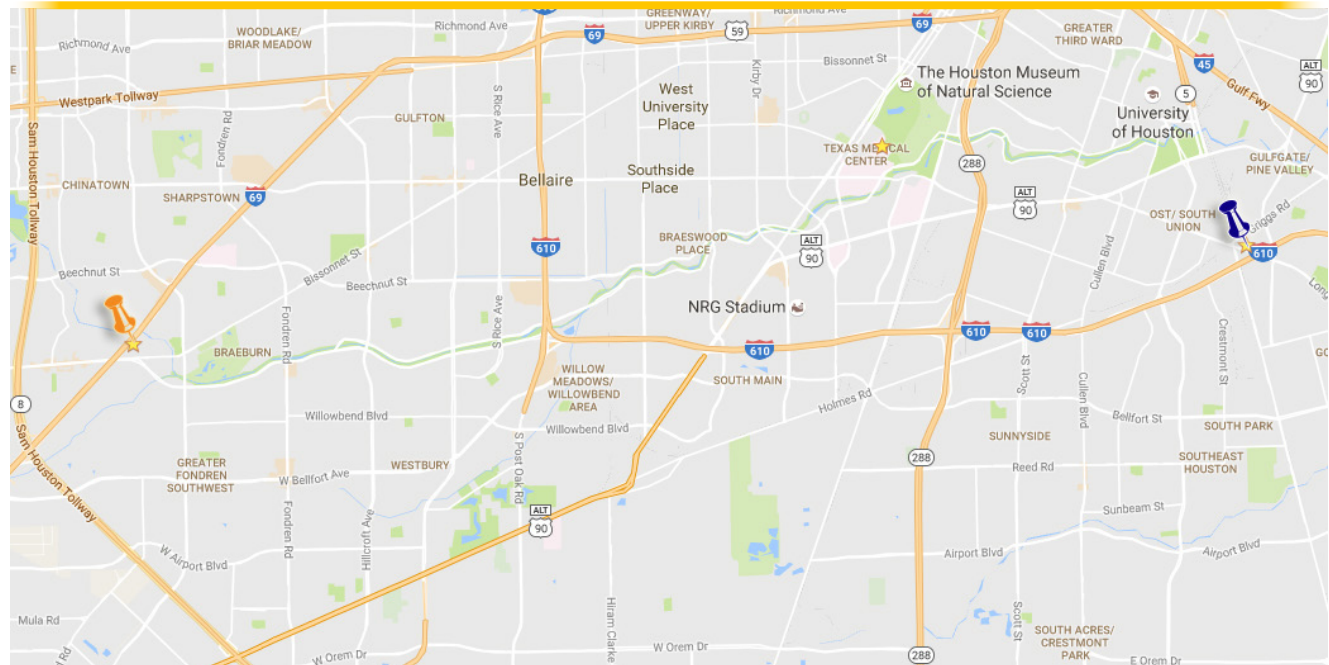 GREENWAY/
UPPER KIRBY
Richmond Ave
Richmond Ave
WOODLAKE/
BRIAR MEADOW
Richmond Ave
69
59
69
GREATER
THIRD WARD
45
ALT
90
Gulf Fwy
Bissonnet St
Kirby Dr
The Houston Museum
of Natural Science
5
University
of Houston
Westpark Tollway
S Rice Ave
West
University
Place
GULFTON
Fondren Rd
Sam Houston Tollway
TEXAS MEDICAL
CENTER
288
GULFGATE/
PINE VALLEY
CHINATOWN
SHARPSTOWN
69
Bellaire
Southside
Place
ALT
90
OST/ SOUTH
UNION
Griggs Rd
610
BRAESWOOD
PLACE
ALT
90
610
Cullen Blvd
Beechnut St
Bissonnet St
Beechnut St
S Rice Ave
Fondren Rd
NRG Stadium
610
610
610
Crestmont St
Scott St
BRAEBURN
WILLOW
MEADOWS/
WILLOWBEND
AREA
SOUTH MAIN
Holmes Rd
Cullen Blvd
8
Willowbend Blvd
Willowbend Blvd
Bellfort St
SOUTH PARK
SUNNYSIDE
Sam Houston Tollway
GREATER
FONDREN
SOUTHWEST
W Bellfort Ave
WESTBURY
S Post Oak Rd
288
Reed Rd
SOUTHEAST
HOUSTON
Fondren Rd
Hillcroft Ave
ALT
90
Sunbeam St
W Airport Blvd
Airport Blvd
Airport Blvd
Mula Rd
Hiram Clarke
Scott St
SOUTH ACRES/
CRESTMONT
PARK
W Orem Dr
W Orem Dr
288
E Orem Dr